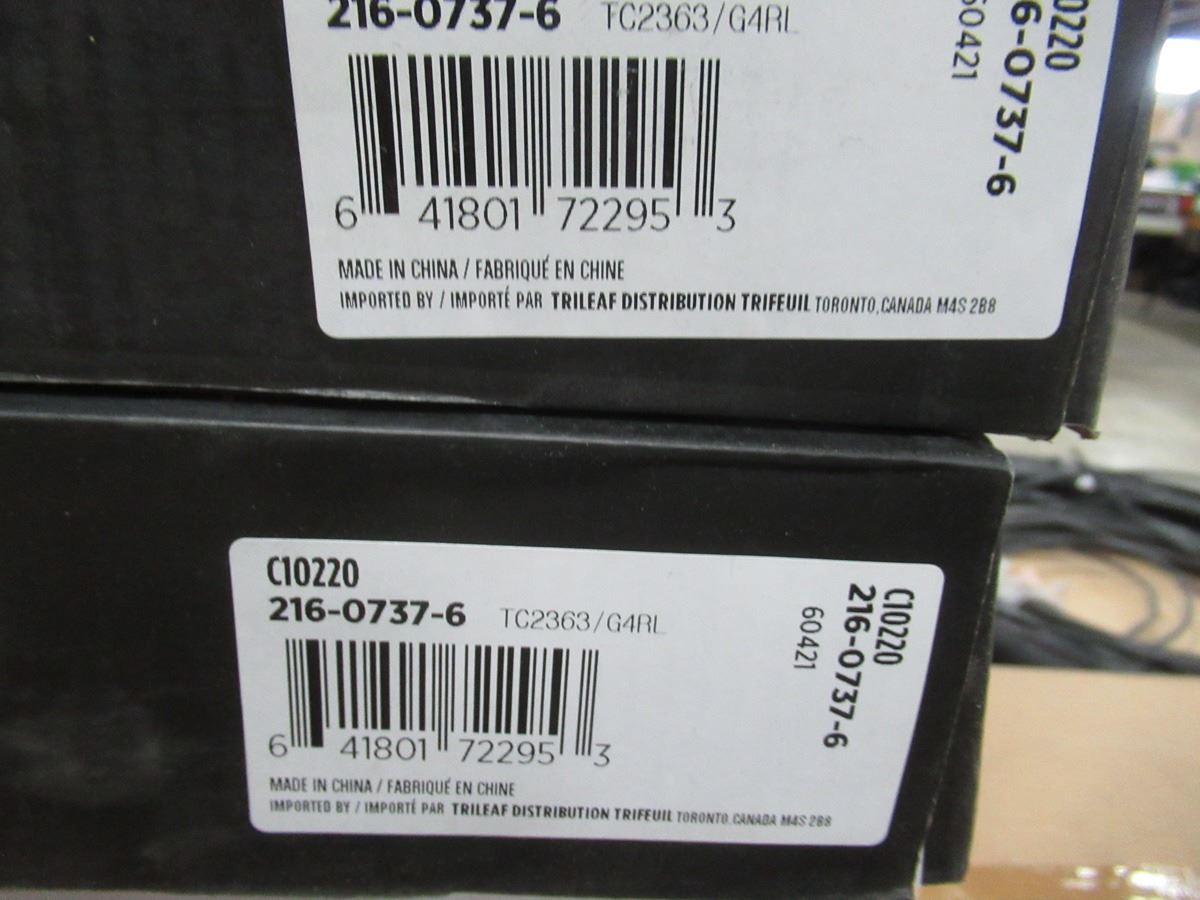 216-0737-6 TC2363/G4RL
6 41801 72295 3
MADE IN CHINA / FABRIQUÉ EN CHINE
IMPORTED BY / IMPORTÉ PAR TRILEAF DISTRIBUTION TRIFEUIL TORONTO, CANADA M4S 2B8
C10220
216-0737-6
60421
C10220
216-0737-6 TC2363/G4RL
6 41801 72295 3
MADE IN CHINA / FABRIQUÉ EN CHINE
IMPORTED BY / IMPORTÉ PAR TRILEAF DISTRIBUTION TRIFEUIL TORONTO, CANADA M4S 2B8
C10220
216-0737-6
60421